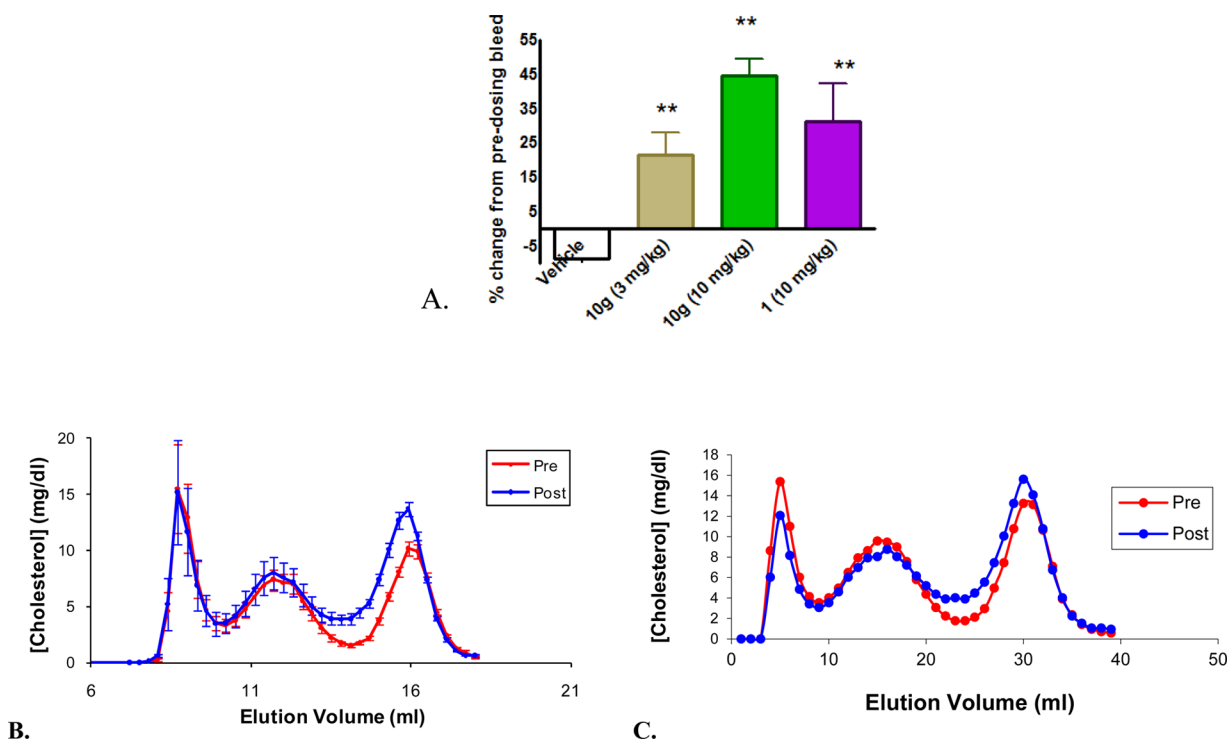 % change from pre-dosing bleed
55
45
35
25
15
5
-5
**
**
**
Vehicle
10g (3 mg/kg)
10g (10 mg/kg)
1 (10 mg/kg)
A.
[Cholesterol] (mg/dl)
20
15
10
5
0
6
11
16
21
Elution Volume (ml)
Pre
Post
B.
[Cholesterol] (mg/dl)
18
16
14
12
10
8
6
4
2
0
0
10
20
30
40
50
Elution Volume (ml)
Pre
Post
C.